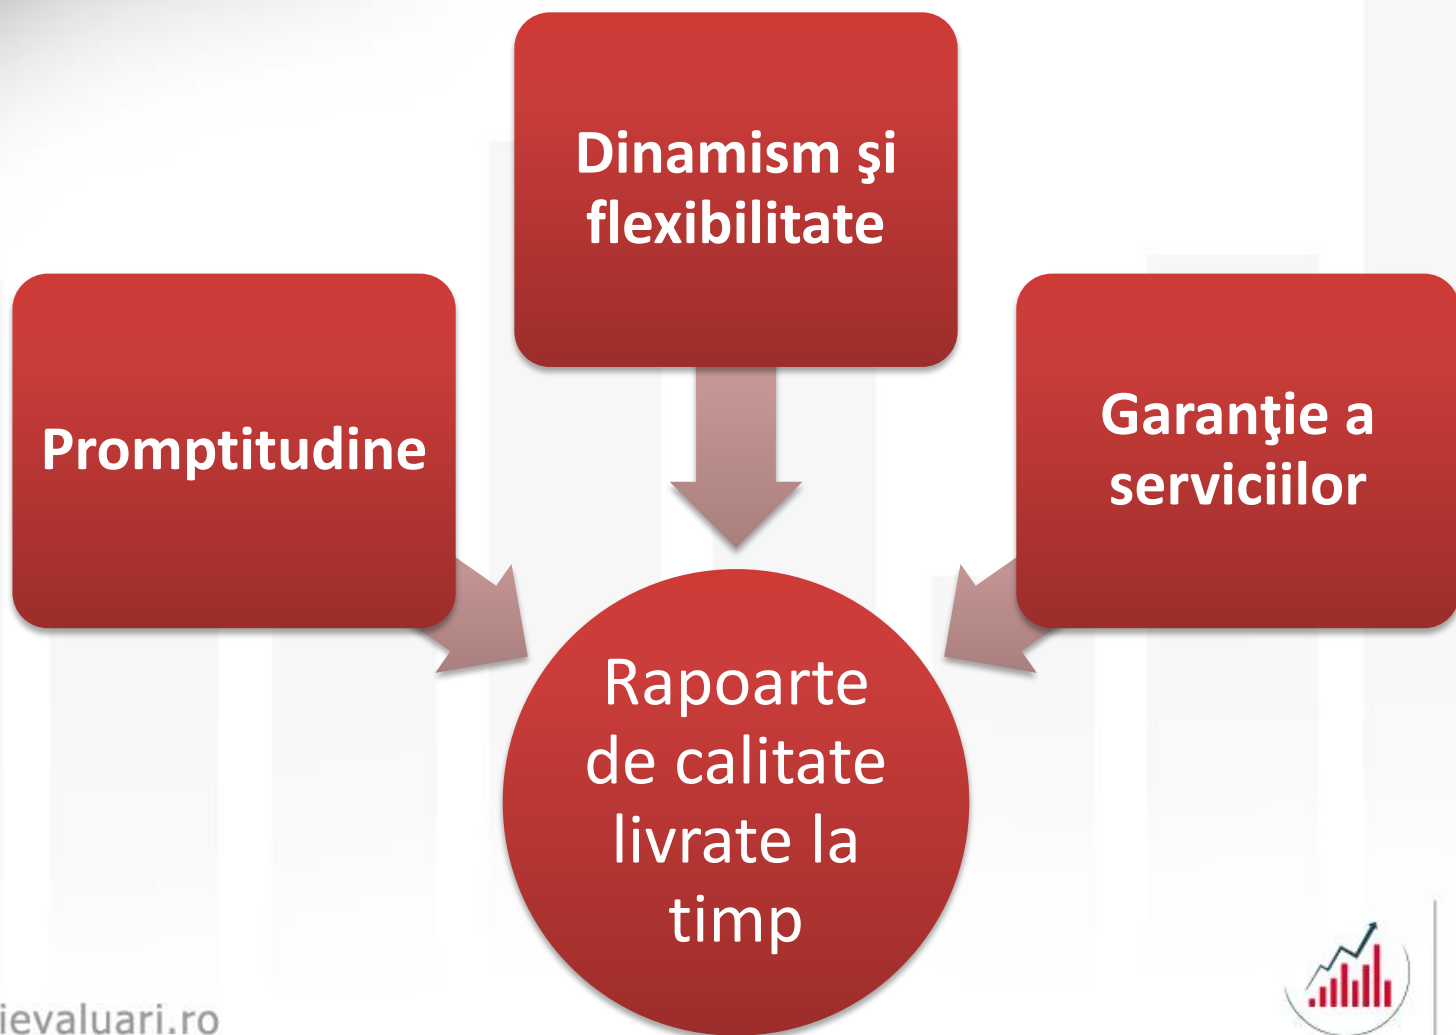 Dinamism şi
flexibilitate
Promptitudine
Garanţie a
serviciilor
Rapoarte
de calitate
livrate la
timp
ievaluari.ro